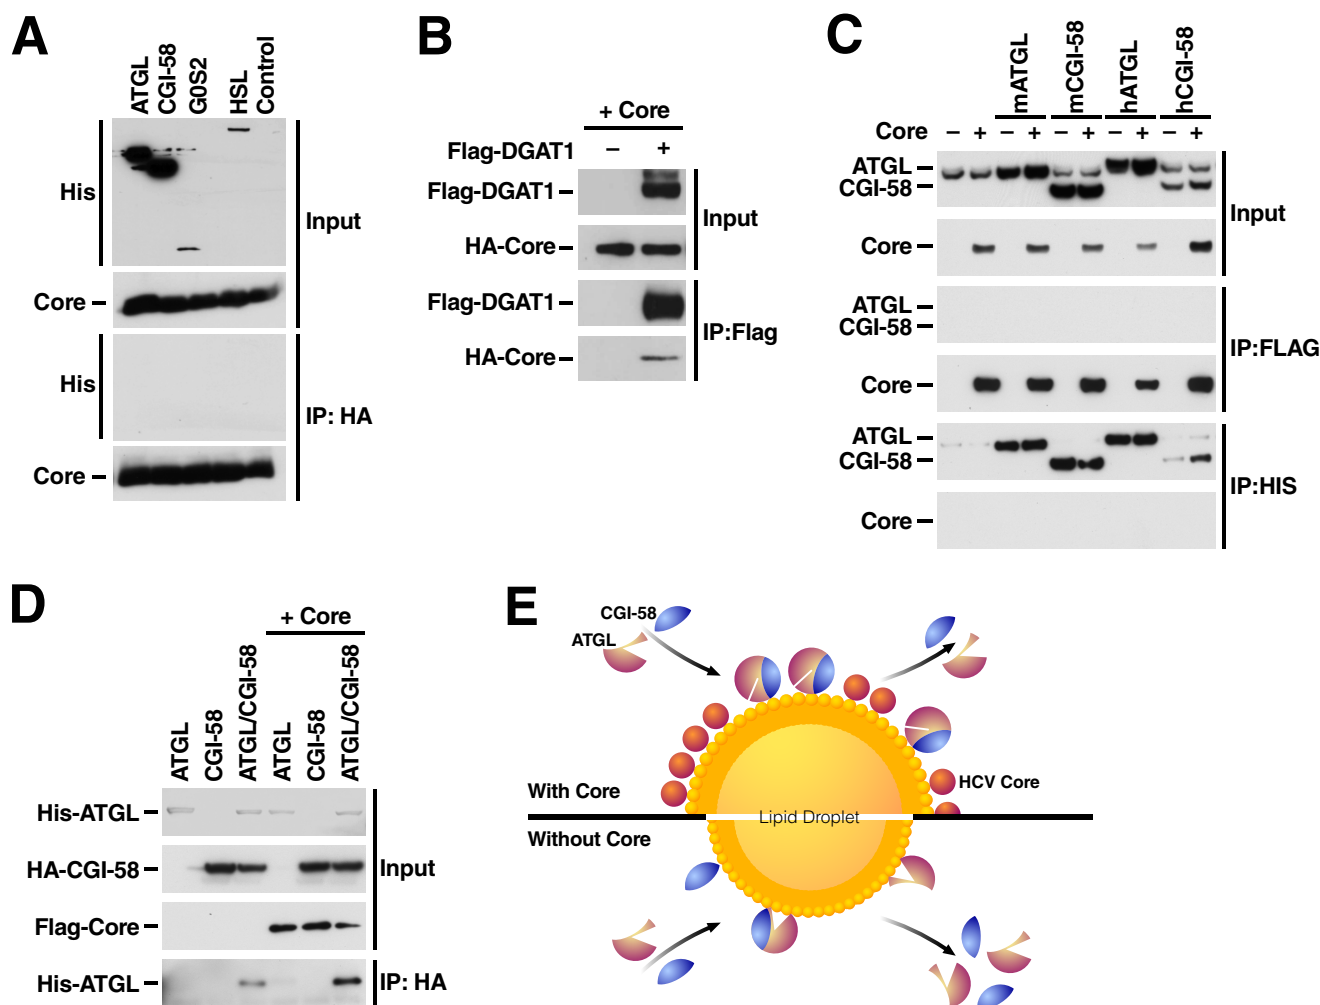 A
ATGL
CGI-58
G0S2
HSL
Control
His
Input
Core
His
IP: HA
Core
B
+ Core
Flag-DGAT1 – +
Flag-DGAT1
HA-Core
Input
Flag-DGAT1
HA-Core
IP:Flag
C
mATGL
mCGI-58
hATGL
hCGI-58
Core – + – + – + – + – +
ATGL
CGI-58
Input
Core
ATGL
CGI-58
IP:FLAG
Core
ATGL
CGI-58
IP:HIS
Core
D
+ Core
ATGL
CGI-58
ATGL/CGI-58
ATGL
CGI-58
ATGL/CGI-58
His-ATGL
HA-CGI-58
Input
Flag-Core
His-ATGL
IP: HA
E
CGI-58
ATGL
HCV Core
With Core
Lipid Droplet
Without Core